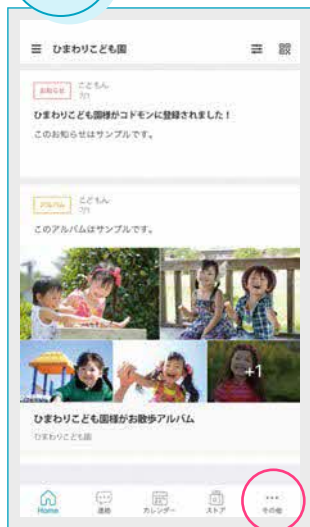 ひまわりこども園
お知らせ
こどもん
7/1
ひまわりこども園様がコドモンに登録されました！
このお知らせはサンプルです。
アルバム
こどもん
7/1
このアルバムはサンプルです。
+1
ひまわりこども園様がお散歩アルバム
ひまわりこども園
Home
連絡
カレンダー
ストア
その他